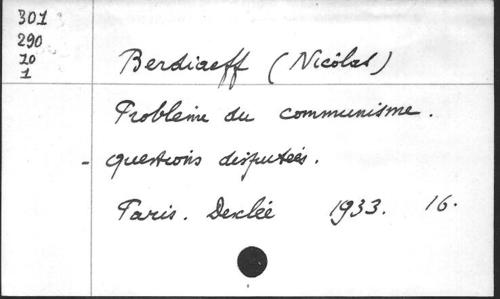 301
290
10
1
Berdiaeff (Nicolas)
Problème du communisme.
- questions disputées.
Paris. Desclée 1933. 16.